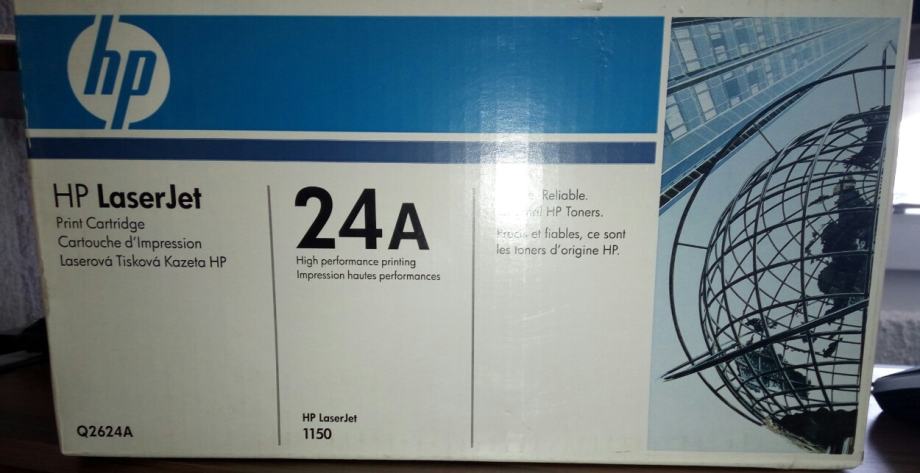 hp
HP LaserJet
Print Cartridge
Cartouche d'Impression
Laserová Tisková Kazeta HP
Q2624A
24A
High performance printing
Impression hautes performances
HP LaserJet
1150
Reliable.
HP Toners.
et fiables, ce sont
les toners d'origine HP.